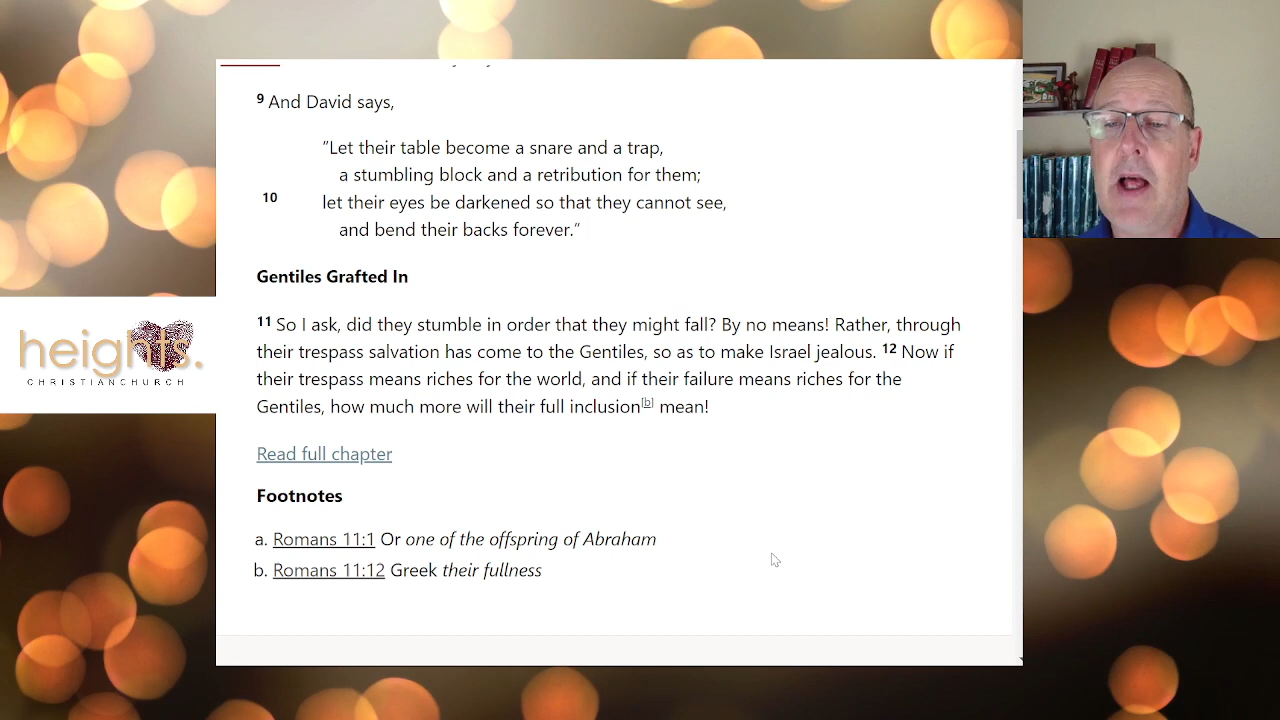 9 And David says,
"Let their table become a snare and a trap,
a stumbling block and a retribution for them;
10 let their eyes be darkened so that they cannot see,
and bend their backs forever."
Gentiles Grafted In
11 So I ask, did they stumble in order that they might fall? By no means! Rather, through
their trespass salvation has come to the Gentiles, so as to make Israel jealous. 12 Now if
their trespass means riches for the world, and if their failure means riches for the
Gentiles, how much more will their full inclusion[b] mean!
Read full chapter
Footnotes
a. Romans 11:1 Or one of the offspring of Abraham
b. Romans 11:12 Greek their fullness
heights.
CHRISTIANCHURCH